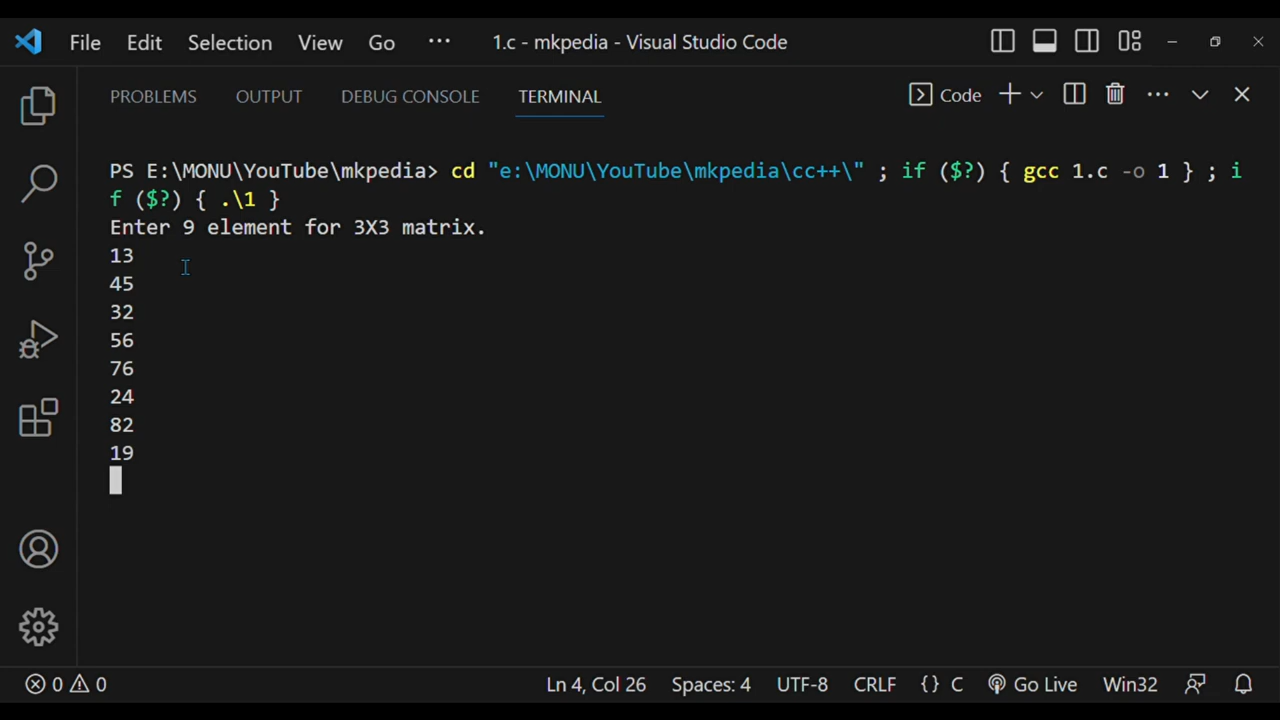 File Edit Selection View Go ··· 1.c - mkpedia - Visual Studio Code
PROBLEMS OUTPUT DEBUG CONSOLE TERMINAL Code
PS E:\MONU\YouTube\mkpedia> cd "e:\MONU\YouTube\mkpedia\cc++\" ; if ($?) { gcc 1.c -o 1 } ; i
f ($?) { .\1 }
Enter 9 element for 3X3 matrix.
13
45
32
56
76
24
82
19
0 0 Ln 4, Col 26 Spaces: 4 UTF-8 CRLF {} C Go Live Win32